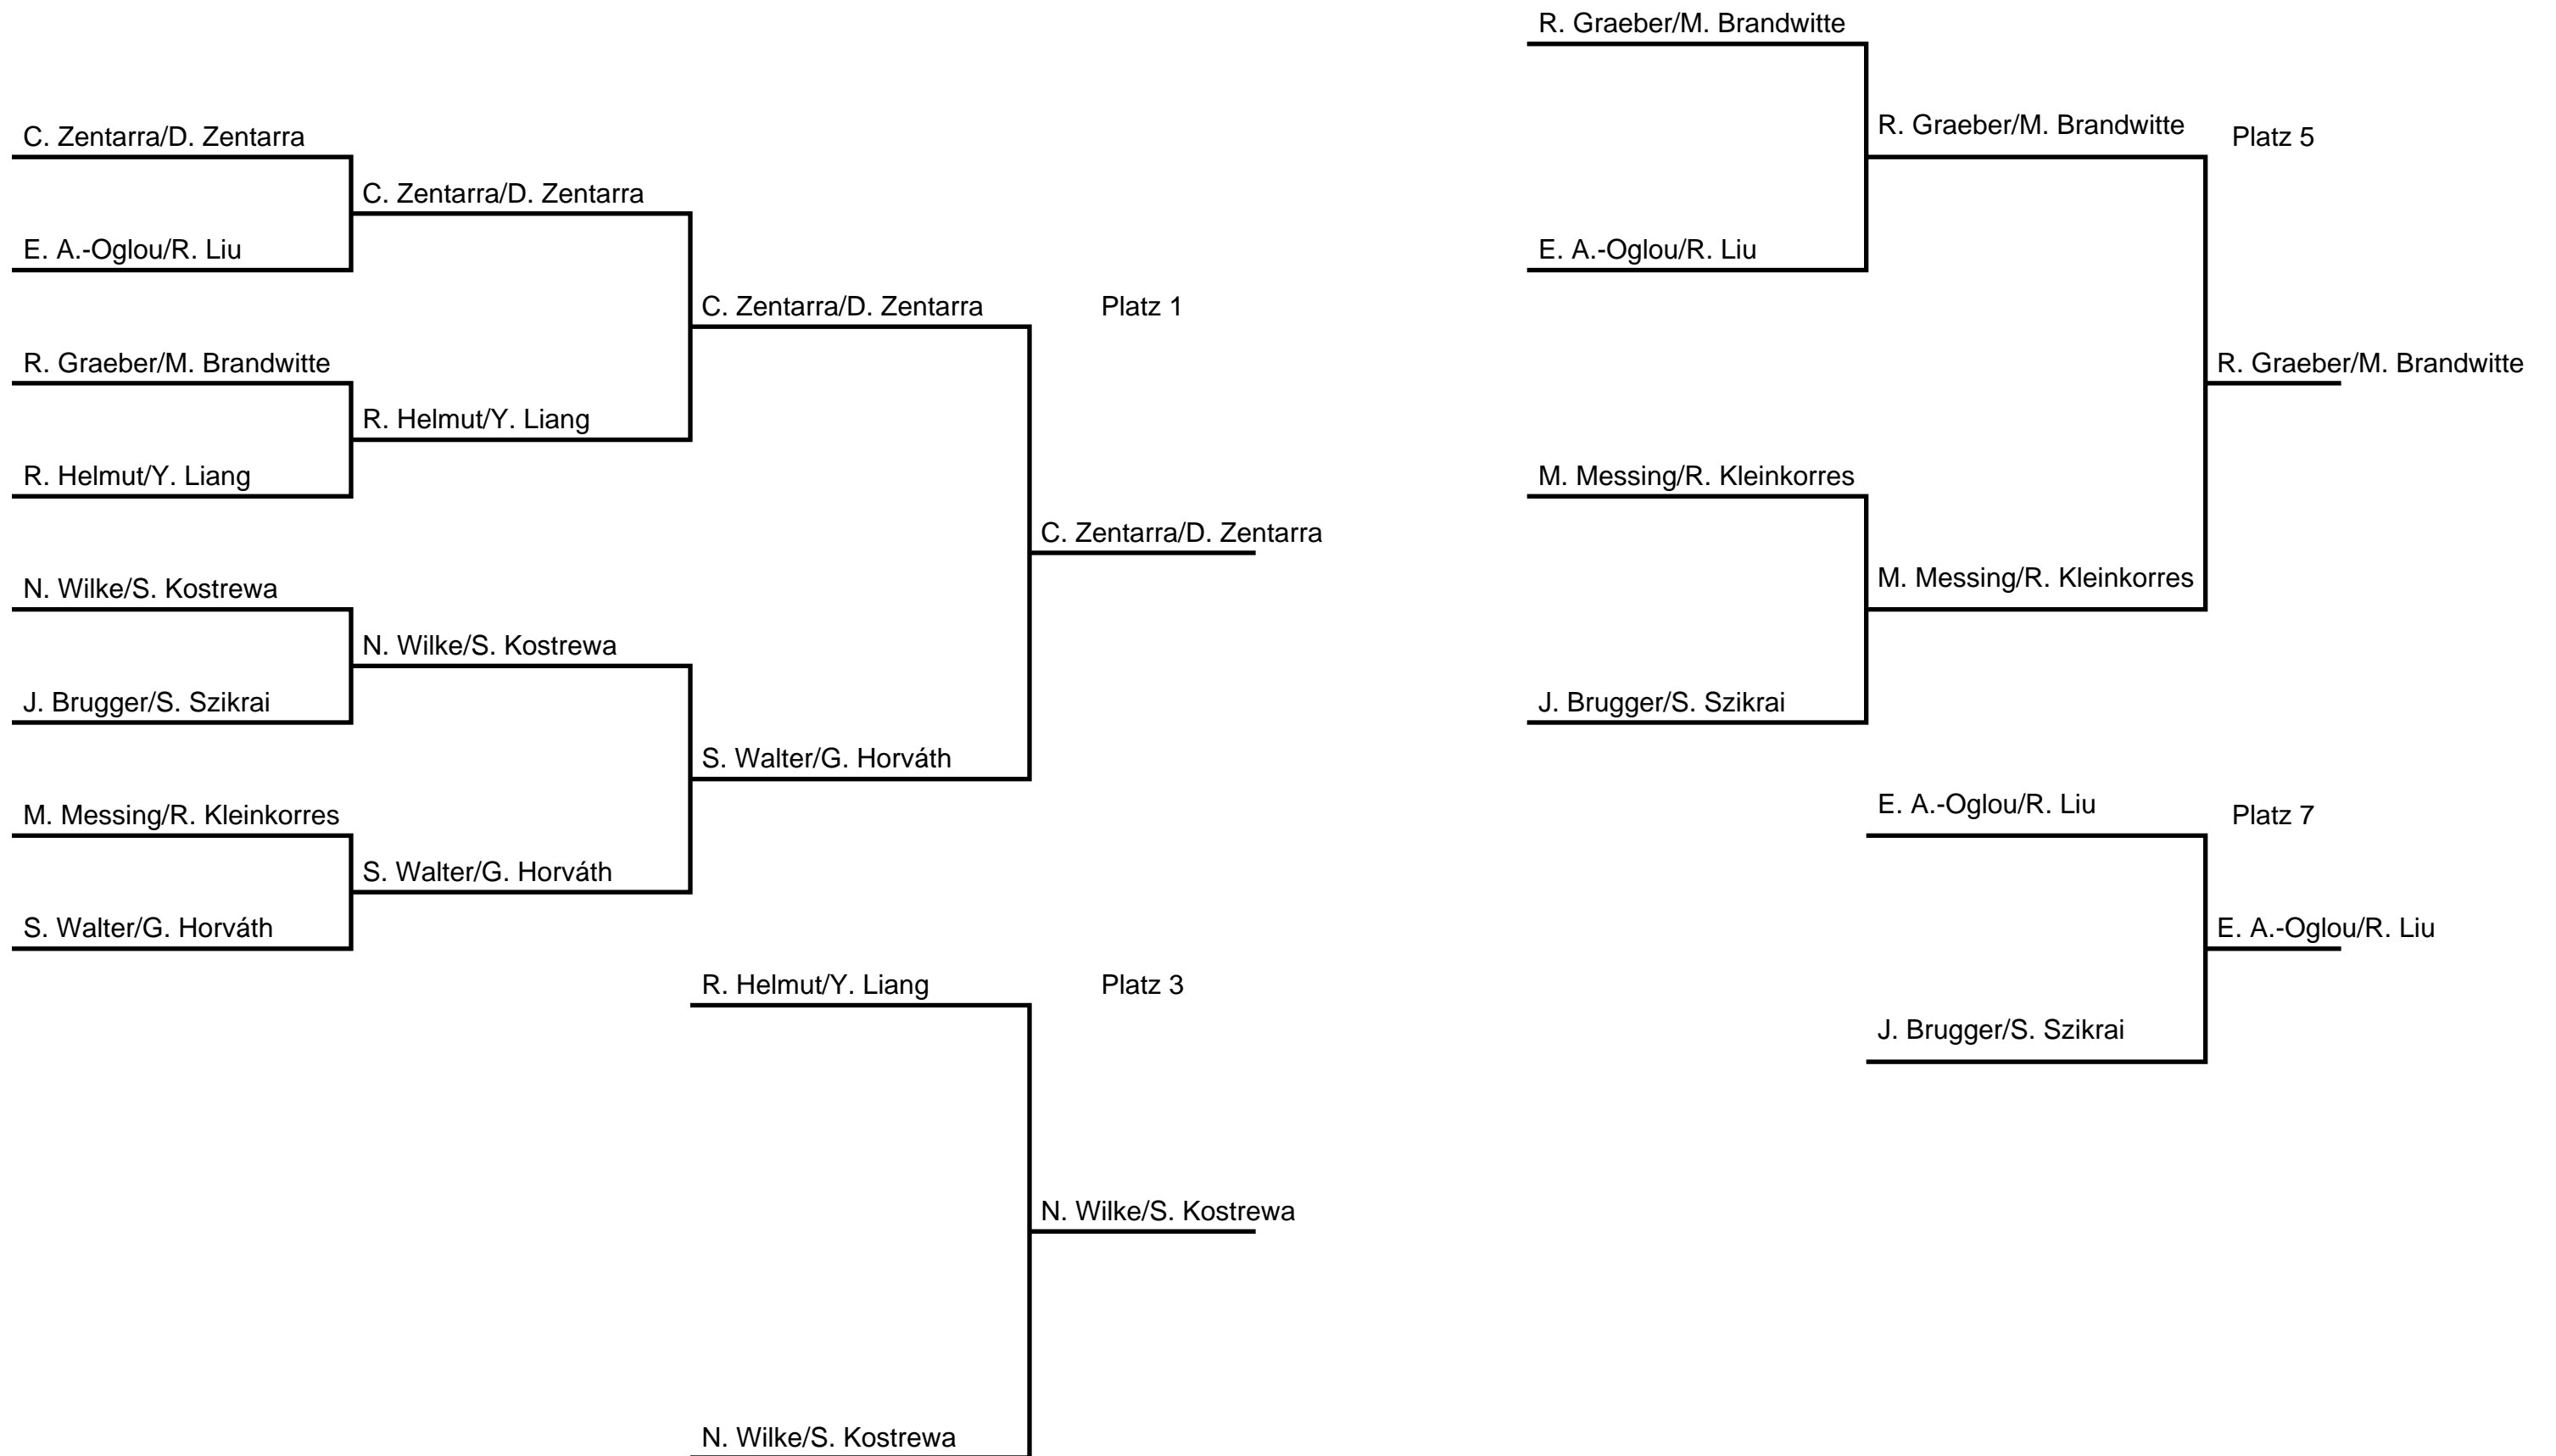 C. Zentarra/D. Zentarra
E. A.-Oglou/R. Liu
R. Graeber/M. Brandwitte
R. Helmut/Y. Liang
N. Wilke/S. Kostrewa
J. Brugger/S. Szikrai
M. Messing/R. Kleinkorres
S. Walter/G. Horváth
C. Zentarra/D. Zentarra
R. Helmut/Y. Liang
N. Wilke/S. Kostrewa
S. Walter/G. Horváth
C. Zentarra/D. Zentarra
S. Walter/G. Horváth
Platz 1
C. Zentarra/D. Zentarra
R. Helmut/Y. Liang
N. Wilke/S. Kostrewa
Platz 3
N. Wilke/S. Kostrewa
R. Graeber/M. Brandwitte
E. A.-Oglou/R. Liu
M. Messing/R. Kleinkorres
J. Brugger/S. Szikrai
R. Graeber/M. Brandwitte
M. Messing/R. Kleinkorres
Platz 5
R. Graeber/M. Brandwitte
E. A.-Oglou/R. Liu
J. Brugger/S. Szikrai
Platz 7
E. A.-Oglou/R. Liu